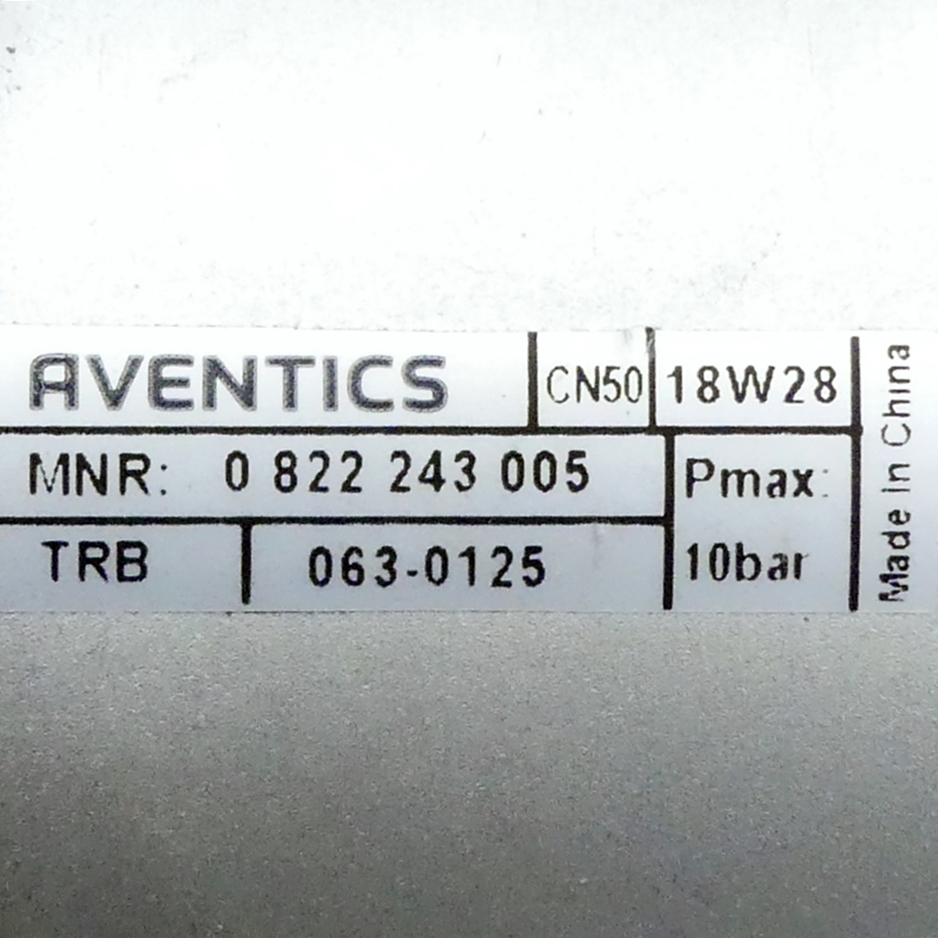 AVENTICS CN50 18W28
MNR: 0 822 243 005 Pmax:
TRB 063-0125 10bar
Made in China